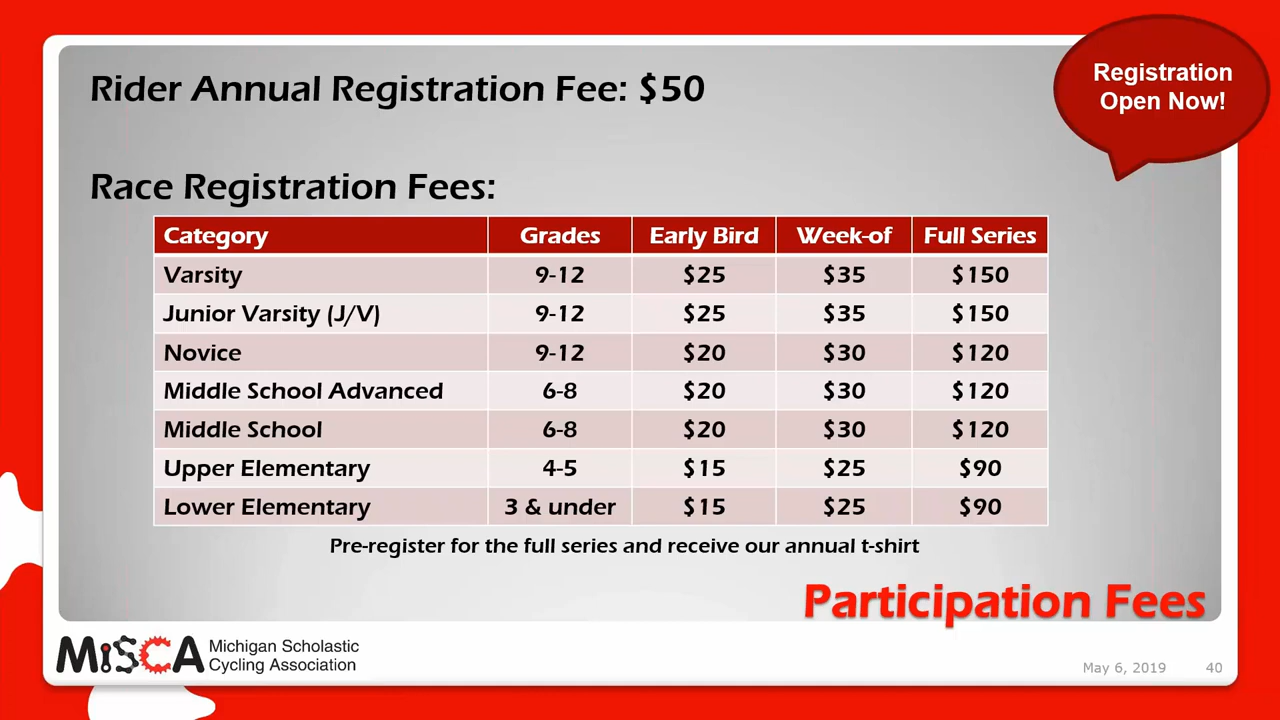 Registration
Open Now!
Rider Annual Registration Fee: $50
Race Registration Fees:
Category Grades Early Bird Week-of Full Series
Varsity 9-12 $25 $35 $150
Junior Varsity (J/V) 9-12 $25 $35 $150
Novice 9-12 $20 $30 $120
Middle School Advanced 6-8 $20 $30 $120
Middle School 6-8 $20 $30 $120
Upper Elementary 4-5 $15 $25 $90
Lower Elementary 3 & under $15 $25 $90
Pre-register for the full series and receive our annual t-shirt
Participation Fees
MiSCA Michigan Scholastic
Cycling Association
May 6, 2019 40